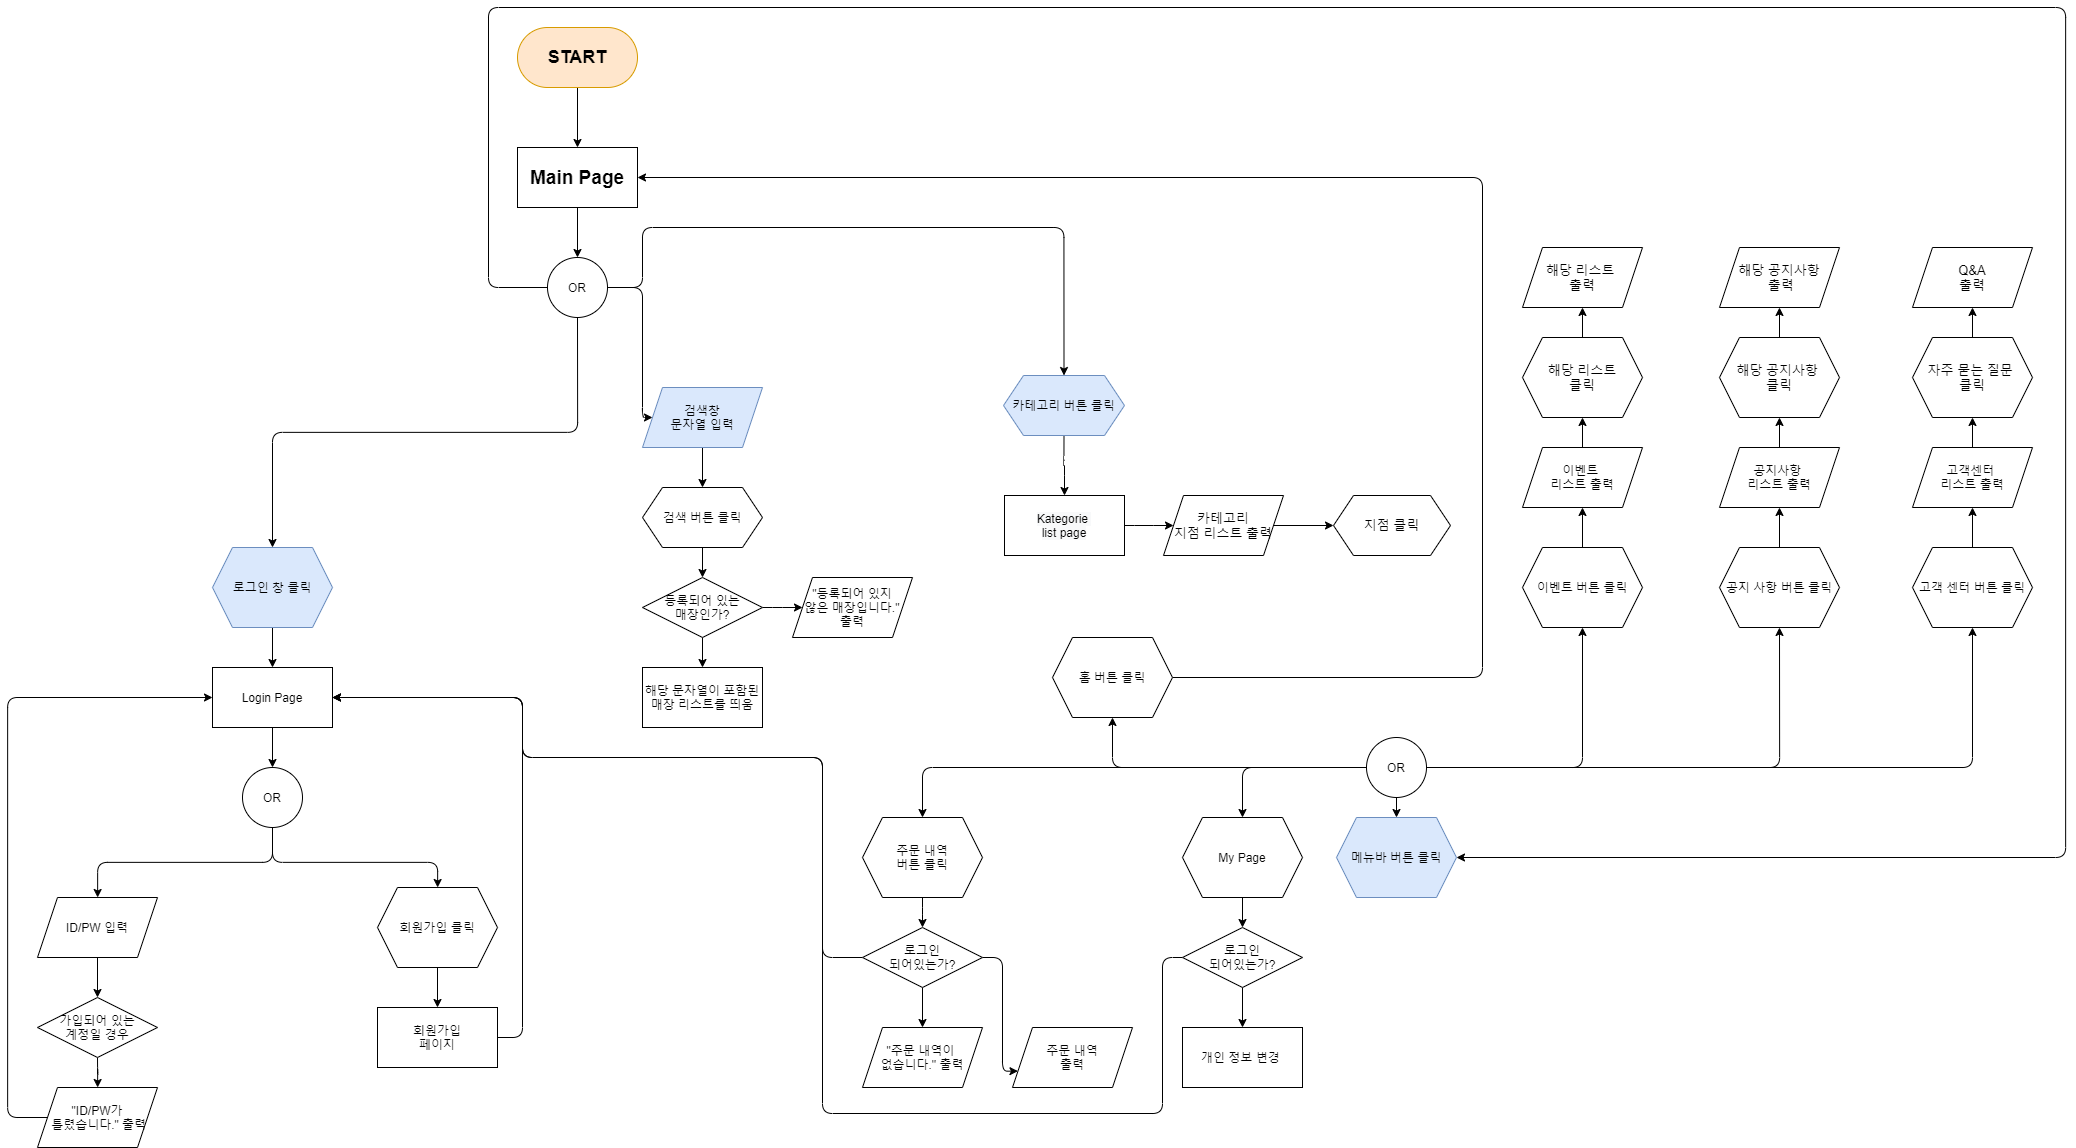 START
Main Page
OR
해당 리스트
출력
해당 공지사항
출력
Q&A
출력
해당 리스트
클릭
해당 공지사항
클릭
자주 묻는 질문
클릭
검색창
문자열 입력
카테고리 버튼 클릭
이벤트
리스트 출력
공지사항
리스트 출력
고객센터
리스트 출력
검색 버튼 클릭
Kategorie
list page
카테고리
지점 리스트 출력
지점 클릭
로그인 창 클릭
등록되어 있는
매장인가?
"등록되어 있지
않은 매장입니다."
출력
이벤트 버튼 클릭
공지 사항 버튼 클릭
고객 센터 버튼 클릭
Login Page
해당 문자열이 포함된
매장 리스트를 띄움
홈 버튼 클릭
OR
OR
주문 내역
버튼 클릭
My Page
메뉴바 버튼 클릭
ID/PW 입력
회원가입 클릭
로그인
되어있는가?
로그인
되어있는가?
가입되어 있는
계정일 경우
회원가입
페이지
"주문 내역이
없습니다." 출력
주문 내역
출력
개인 정보 변경
"ID/PW가
틀렸습니다." 출력